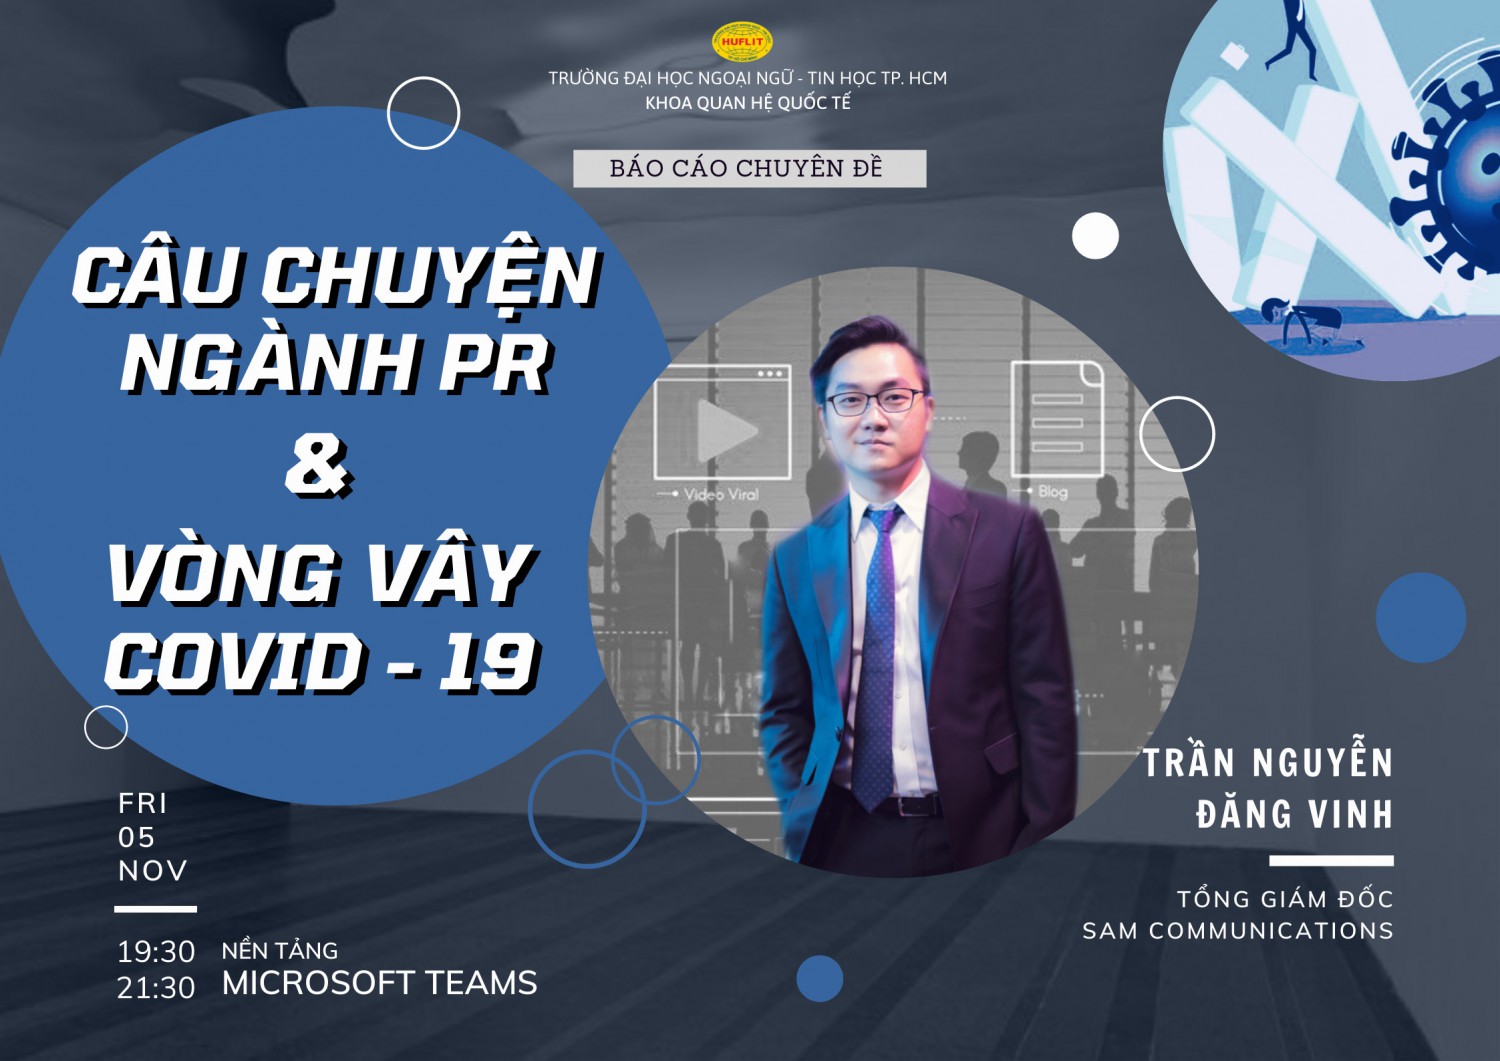 HUFLIT
TRƯỜNG ĐẠI HỌC NGOẠI NGỮ - TIN HỌC TP. HCM
KHOA QUAN HỆ QUỐC TẾ
BÁO CÁO CHUYÊN ĐỀ
CÂU CHUYỆN
NGÀNH PR
&
VÒNG VÂY
COVID - 19
Video Viral
Blog
TRẦN NGUYỄN
ĐĂNG VINH
TỔNG GIÁM ĐỐC
SAM COMMUNICATIONS
FRI
05
NOV
19:30
21:30
NỀN TẢNG
MICROSOFT TEAMS